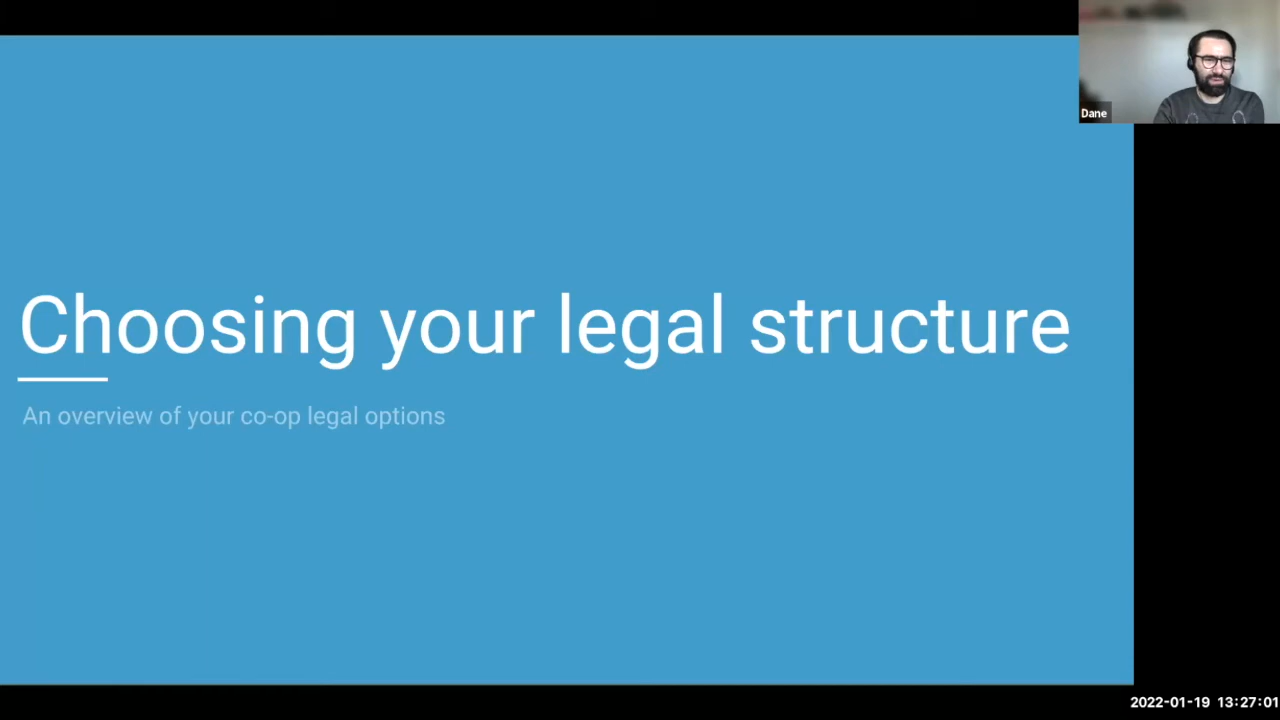 Dane
Choosing your legal structure
An overview of your co-op legal options
2022-01-19 13:27:01